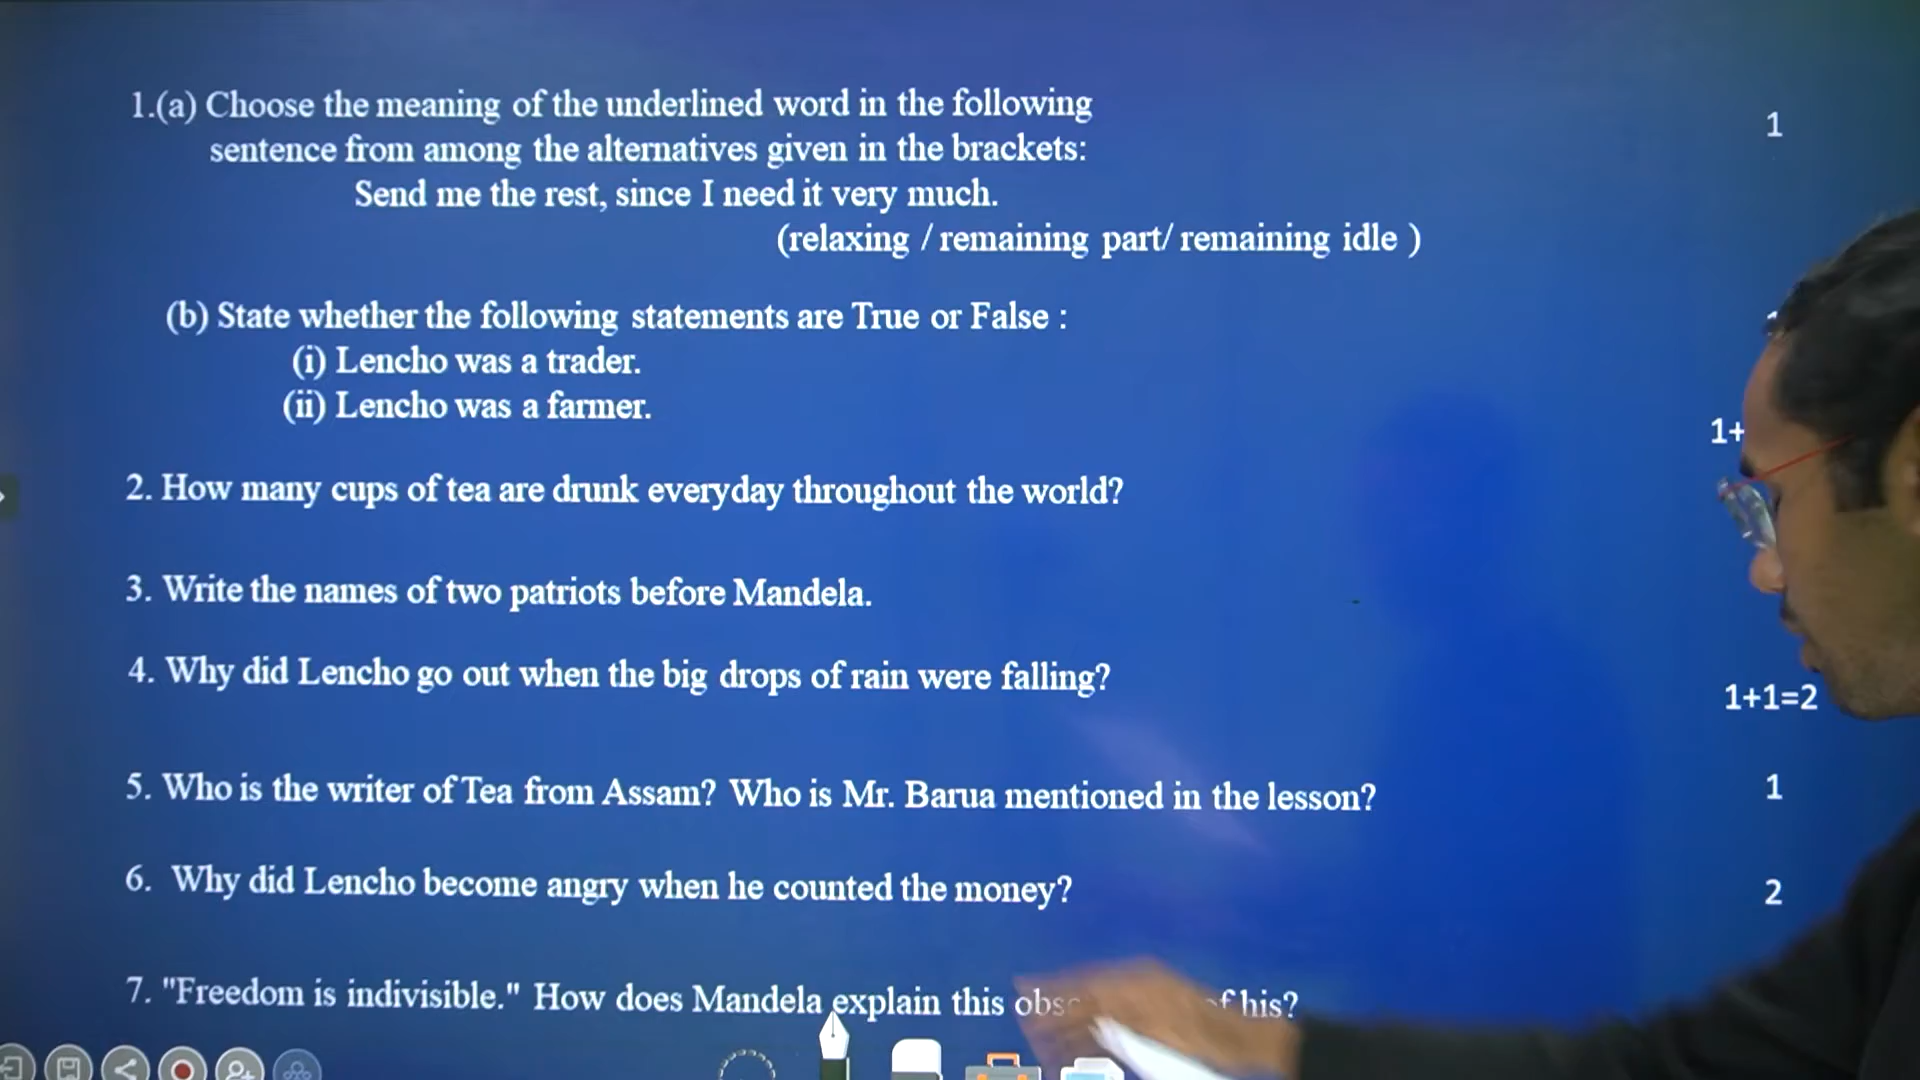 1.(a) Choose the meaning of the underlined word in the following
1
sentence from among the alternatives given in the brackets:
Send me the rest, since I need it very much.
(relaxing / remaining part/ remaining idle )
(b) State whether the following statements are True or False :
(i) Lencho was a trader.
(ii) Lencho was a farmer.
1+
2. How many cups of tea are drunk everyday throughout the world?
3. Write the names of two patriots before Mandela.
4. Why did Lencho go out when the big drops of rain were falling?
1+1=2
5. Who is the writer of Tea from Assam? Who is Mr. Barua mentioned in the lesson?
1
6. Why did Lencho become angry when he counted the money?
2
7. "Freedom is indivisible." How does Mandela explain this his?